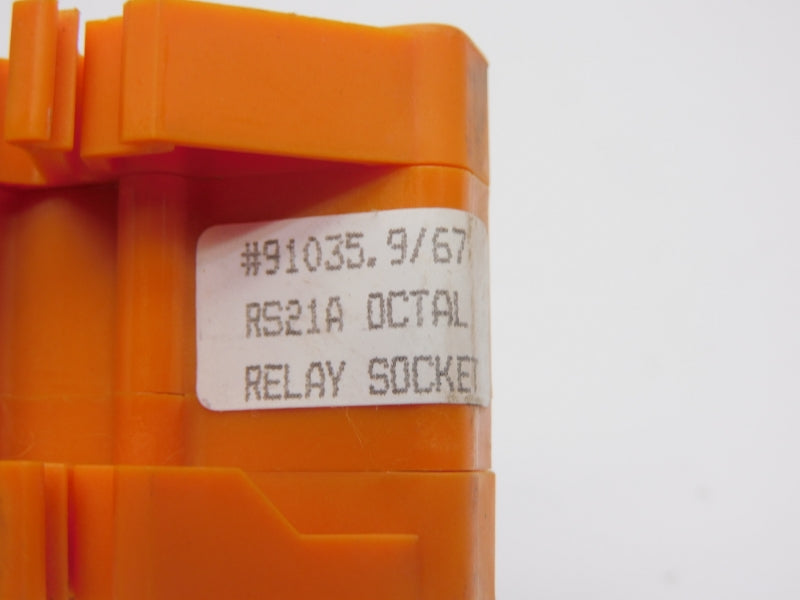 #91035.9/67
RS21A OCTAL
RELAY SOCKET